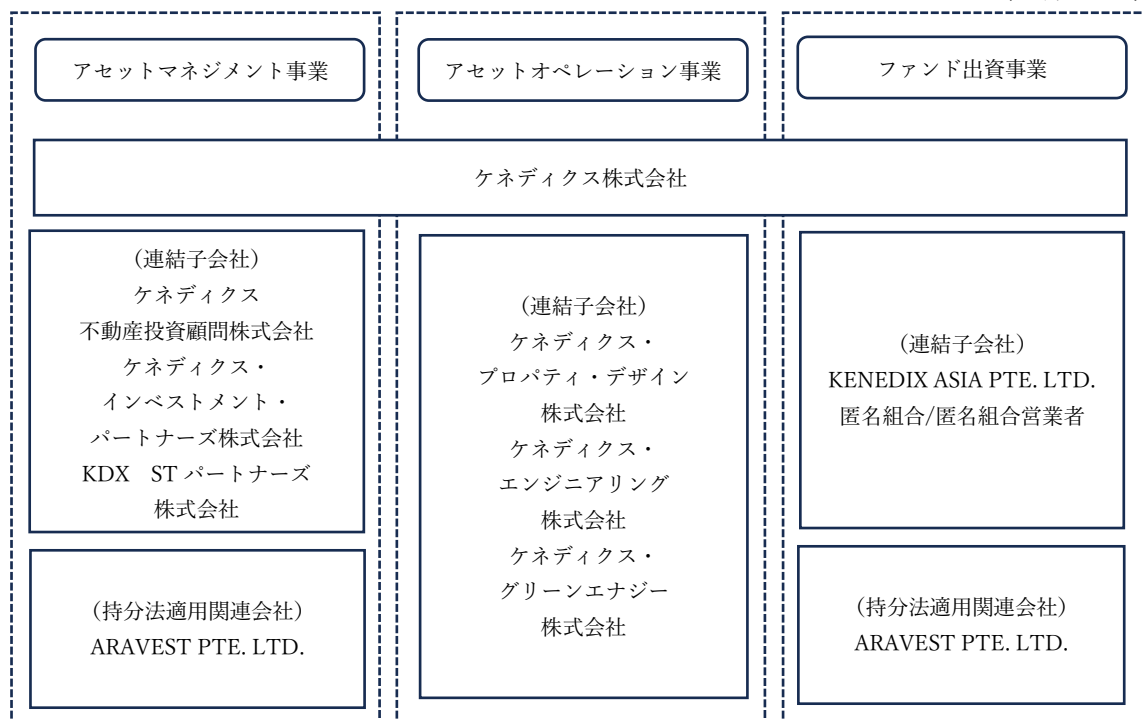 アセットマネジメント事業
アセットオペレーション事業
ファンド出資事業
ケネディクス株式会社
(連結子会社)
ケネディクス
不動産投資顧問株式会社
ケネディクス・
インベストメント・
パートナーズ株式会社
KDX　ST パートナーズ
株式会社
(持分法適用関連会社)
ARAVEST PTE. LTD.
(連結子会社)
ケネディクス・
プロパティ・デザイン
株式会社
ケネディクス・
エンジニアリング
株式会社
ケネディクス・
グリーンエナジー
株式会社
(連結子会社)
KENEDIX ASIA PTE. LTD.
匿名組合/匿名組合営業者
(持分法適用関連会社)
ARAVEST PTE. LTD.